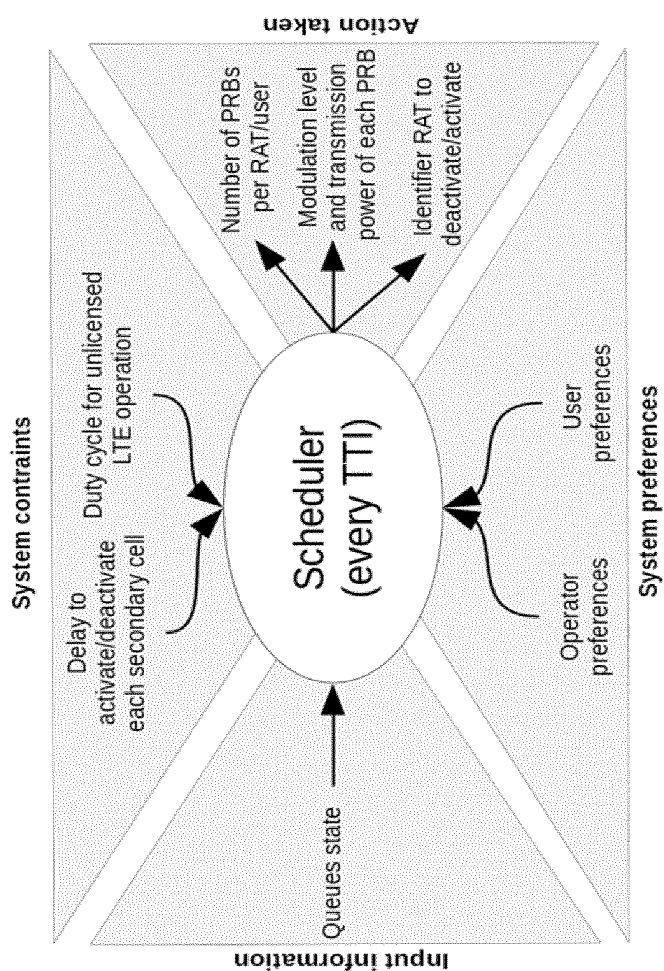 System contraints
Delay to
activate/deactivate
each secondary cell
Duty cycle for unlicensed
LTE operation
Input information
Queues state
Scheduler
(every TTI)
Number of PRBs
per RAT/user
Modulation level
and transmission
power of each PRB
Identifier RAT to
deactivate/activate
Action taken
Operator
preferences
User
preferences
System preferences